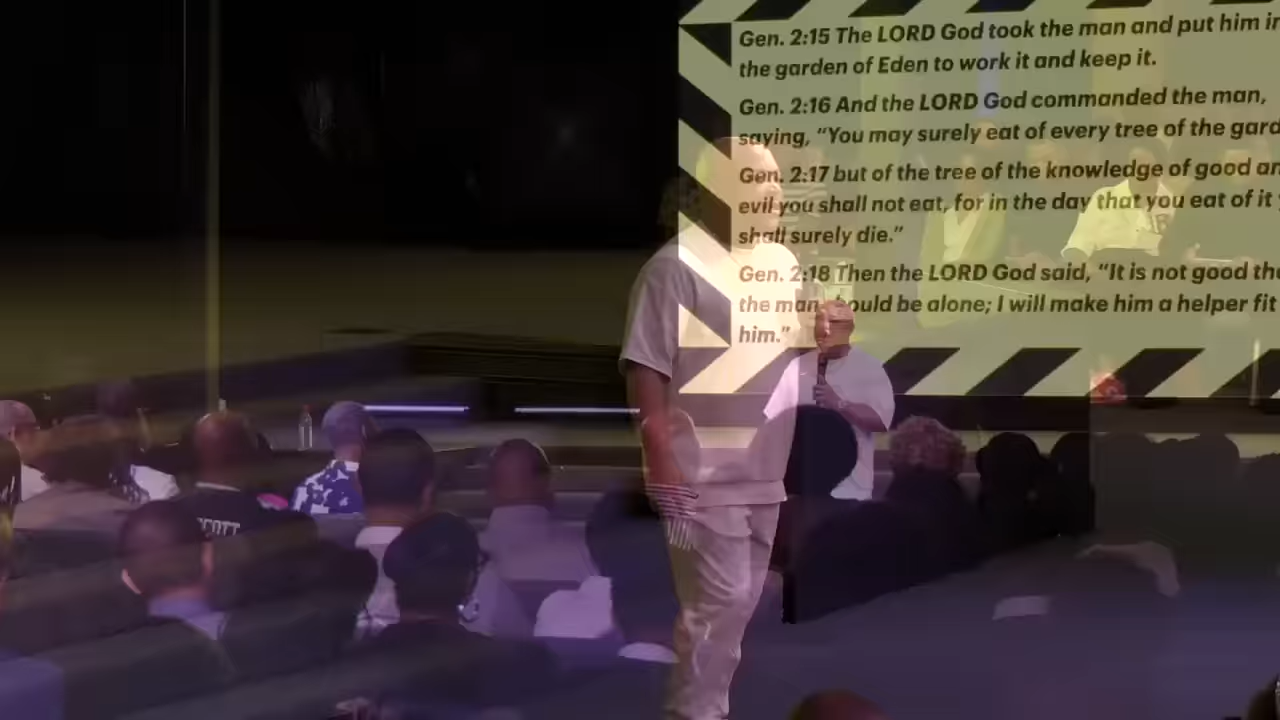 Gen. 2:15 The LORD God took the man and put him in
the garden of Eden to work it and keep it.
Gen. 2:16 And the LORD God commanded the man,
saying, “You may surely eat of every tree of the
Gen. 2:17 but of the tree of the knowledge of good
evil you shall not eat, for in the day that you eat of it
shall surely die.”
Gen. 2:18 Then the LORD God said, “It is not good
the man should be alone; I will make him a helper fit
him.”
SCOTT